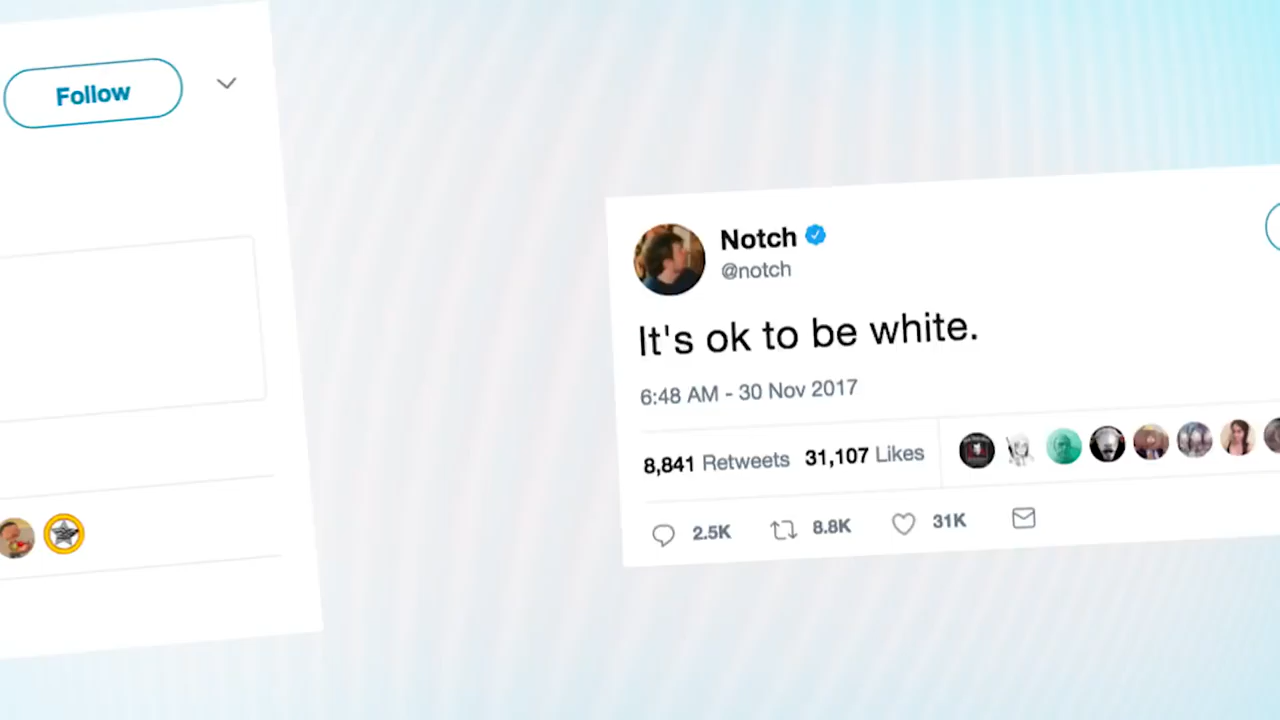 Follow
Notch
@notch
It's ok to be white.
6:48 AM - 30 Nov 2017
8,841 Retweets 31,107 Likes
2.5K 8.8K 31K